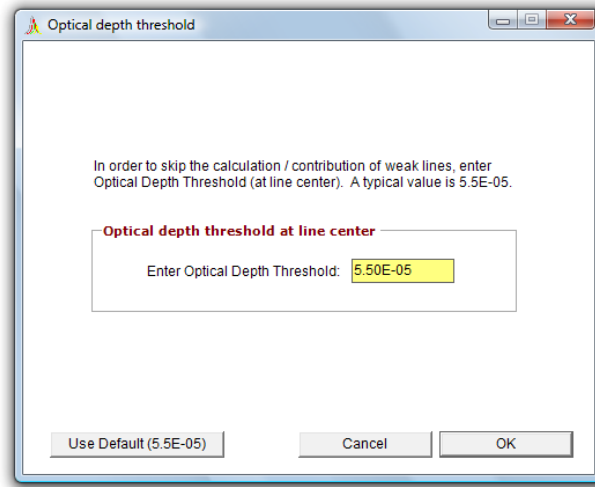 Optical depth threshold
In order to skip the calculation / contribution of weak lines, enter
Optical Depth Threshold (at line center).  A typical value is 5.5E-05.
Optical depth threshold at line center
Enter Optical Depth Threshold: 5.50E-05
Use Default (5.5E-05) Cancel OK